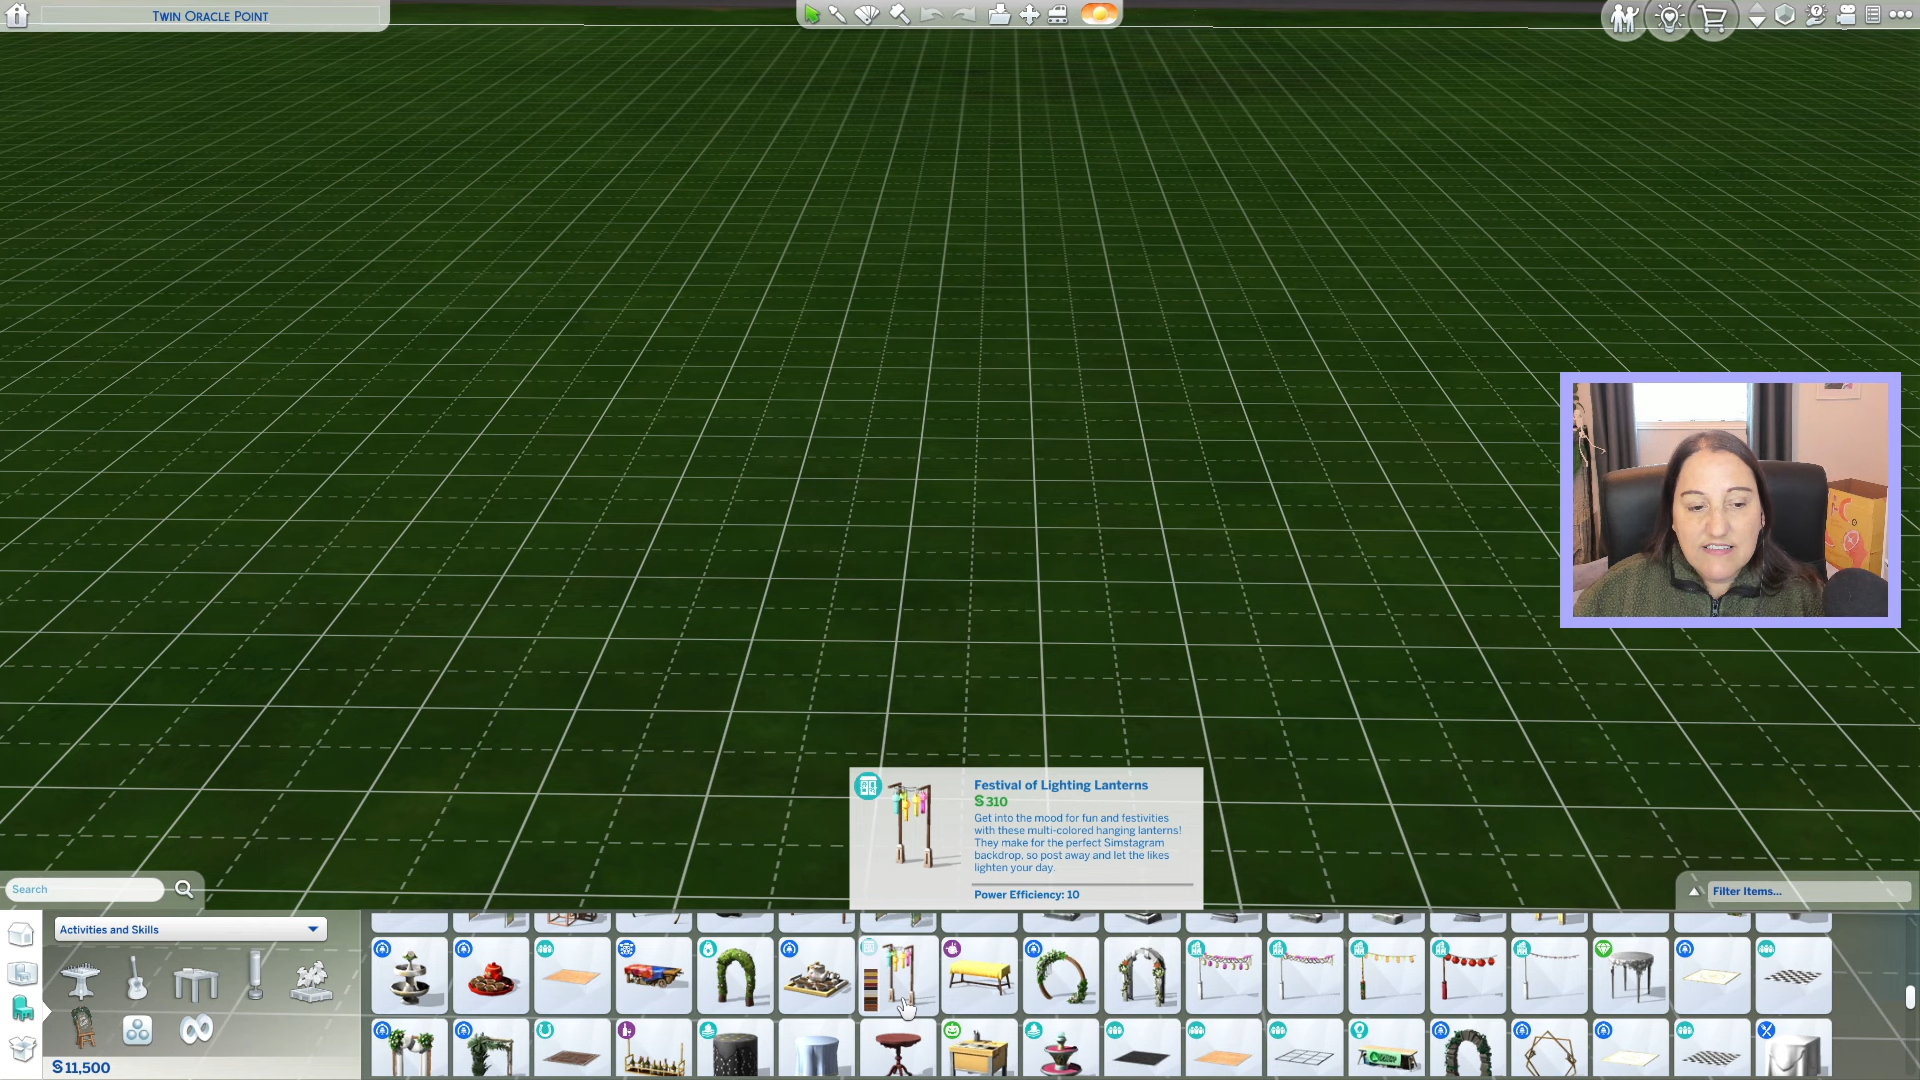 Twin Oracle Point
Festival of Lighting Lanterns
§310
Get into the mood for fun and festivities
with these multi-colored hanging lanterns!
They make for the perfect Simstagram
backdrop, so post away and let the likes
lighten your day.
Power Efficiency: 10
Search
Filter Items...
Activities and Skills
§11,500